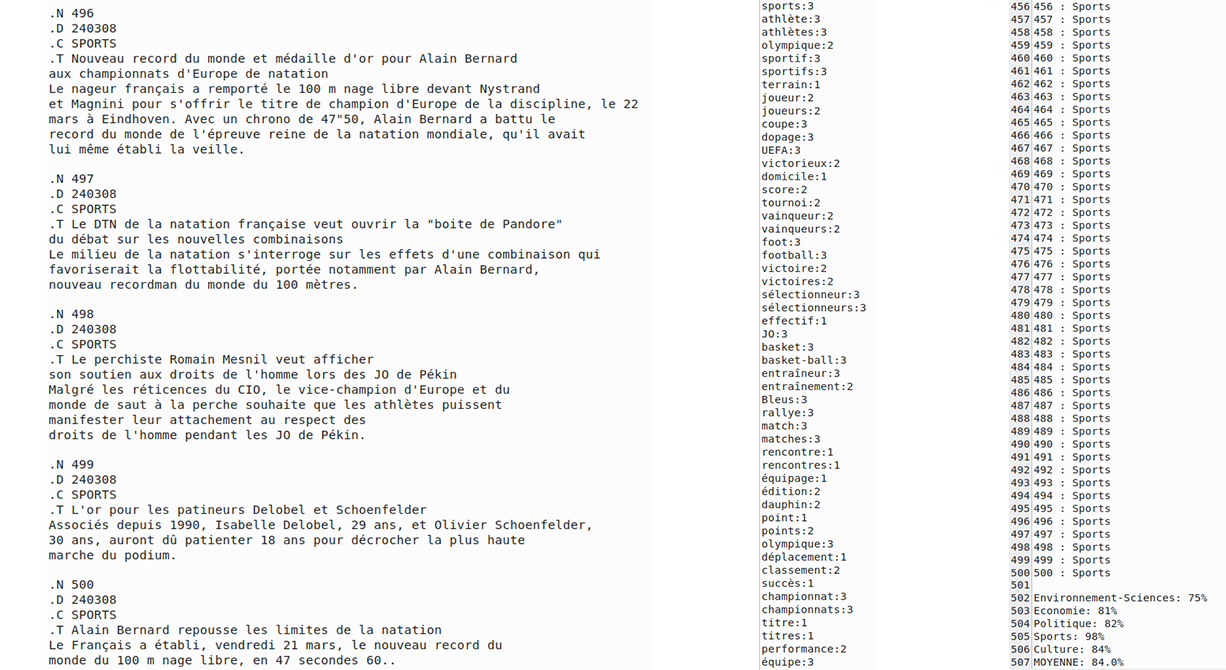 .N 496
.D 240308
.C SPORTS
.T Nouveau record du monde et médaille d'or pour Alain Bernard
aux championnats d'Europe de natation
Le nageur français a remporté le 100 m nage libre devant Nystrand
et Magnini pour s'offrir le titre de champion d'Europe de la discipline, le 22
mars à Eindhoven. Avec un chrono de 47"50, Alain Bernard a battu le
record du monde de l'épreuve reine de la natation mondiale, qu'il avait
lui même établi la veille.
.N 497
.D 240308
.C SPORTS
.T Le DTN de la natation française veut ouvrir la "boite de Pandore"
du débat sur les nouvelles combinaisons
Le milieu de la natation s'interroge sur les effets d'une combinaison qui
favoriserait la flottabilité, portée notamment par Alain Bernard,
nouveau recordman du monde du 100 mètres.
.N 498
.D 240308
.C SPORTS
.T Le perchiste Romain Mesnil veut afficher
son soutien aux droits de l'homme lors des JO de Pékin
Malgré les réticences du CIO, le vice-champion d'Europe et du
monde de saut à la perche souhaite que les athlètes puissent
manifester leur attachement au respect des
droits de l'homme pendant les JO de Pékin.
.N 499
.D 240308
.C SPORTS
.T L'or pour les patineurs Delobel et Schoenfelder
Associés depuis 1990, Isabelle Delobel, 29 ans, et Olivier Schoenfelder,
30 ans, auront dû patienter 18 ans pour décrocher la plus haute
marche du podium.
.N 500
.D 240308
.C SPORTS
.T Alain Bernard repousse les limites de la natation
Le Français a établi, vendredi 21 mars, le nouveau record du
monde du 100 m nage libre, en 47 secondes 60..
sports:3
athlète:3
athlètes:3
olympique:2
sportif:3
sportifs:3
terrain:1
joueur:2
joueurs:2
coupe:3
dopage:3
UEFA:3
victorieux:2
domicile:1
score:2
tournoi:2
vainqueur:2
vainqueurs:2
foot:3
football:3
victoire:2
victoires:2
sélectionneur:3
sélectionneurs:3
effectif:1
JO:3
basket:3
basket-ball:3
entraîneur:3
entraînement:2
Bleus:3
rallye:3
match:3
matches:3
rencontre:1
rencontres:1
équipage:1
édition:2
dauphin:2
point:1
points:2
olympique:3
déplacement:1
classement:2
succès:1
championnat:3
championnats:3
titre:1
titres:1
performance:2
équipe:3
456 456 : Sports
457 457 : Sports
458 458 : Sports
459 459 : Sports
460 460 : Sports
461 461 : Sports
462 462 : Sports
463 463 : Sports
464 464 : Sports
465 465 : Sports
466 466 : Sports
467 467 : Sports
468 468 : Sports
469 469 : Sports
470 470 : Sports
471 471 : Sports
472 472 : Sports
473 473 : Sports
474 474 : Sports
475 475 : Sports
476 476 : Sports
477 477 : Sports
478 478 : Sports
479 479 : Sports
480 480 : Sports
481 481 : Sports
482 482 : Sports
483 483 : Sports
484 484 : Sports
485 485 : Sports
486 486 : Sports
487 487 : Sports
488 488 : Sports
489 489 : Sports
490 490 : Sports
491 491 : Sports
492 492 : Sports
493 493 : Sports
494 494 : Sports
495 495 : Sports
496 496 : Sports
497 497 : Sports
498 498 : Sports
499 499 : Sports
500 500 : Sports
501
502 Environnement-Sciences: 75%
503 Economie: 81%
504 Politique: 82%
505 Sports: 98%
506 Culture: 84%
507 MOYENNE: 84.0%